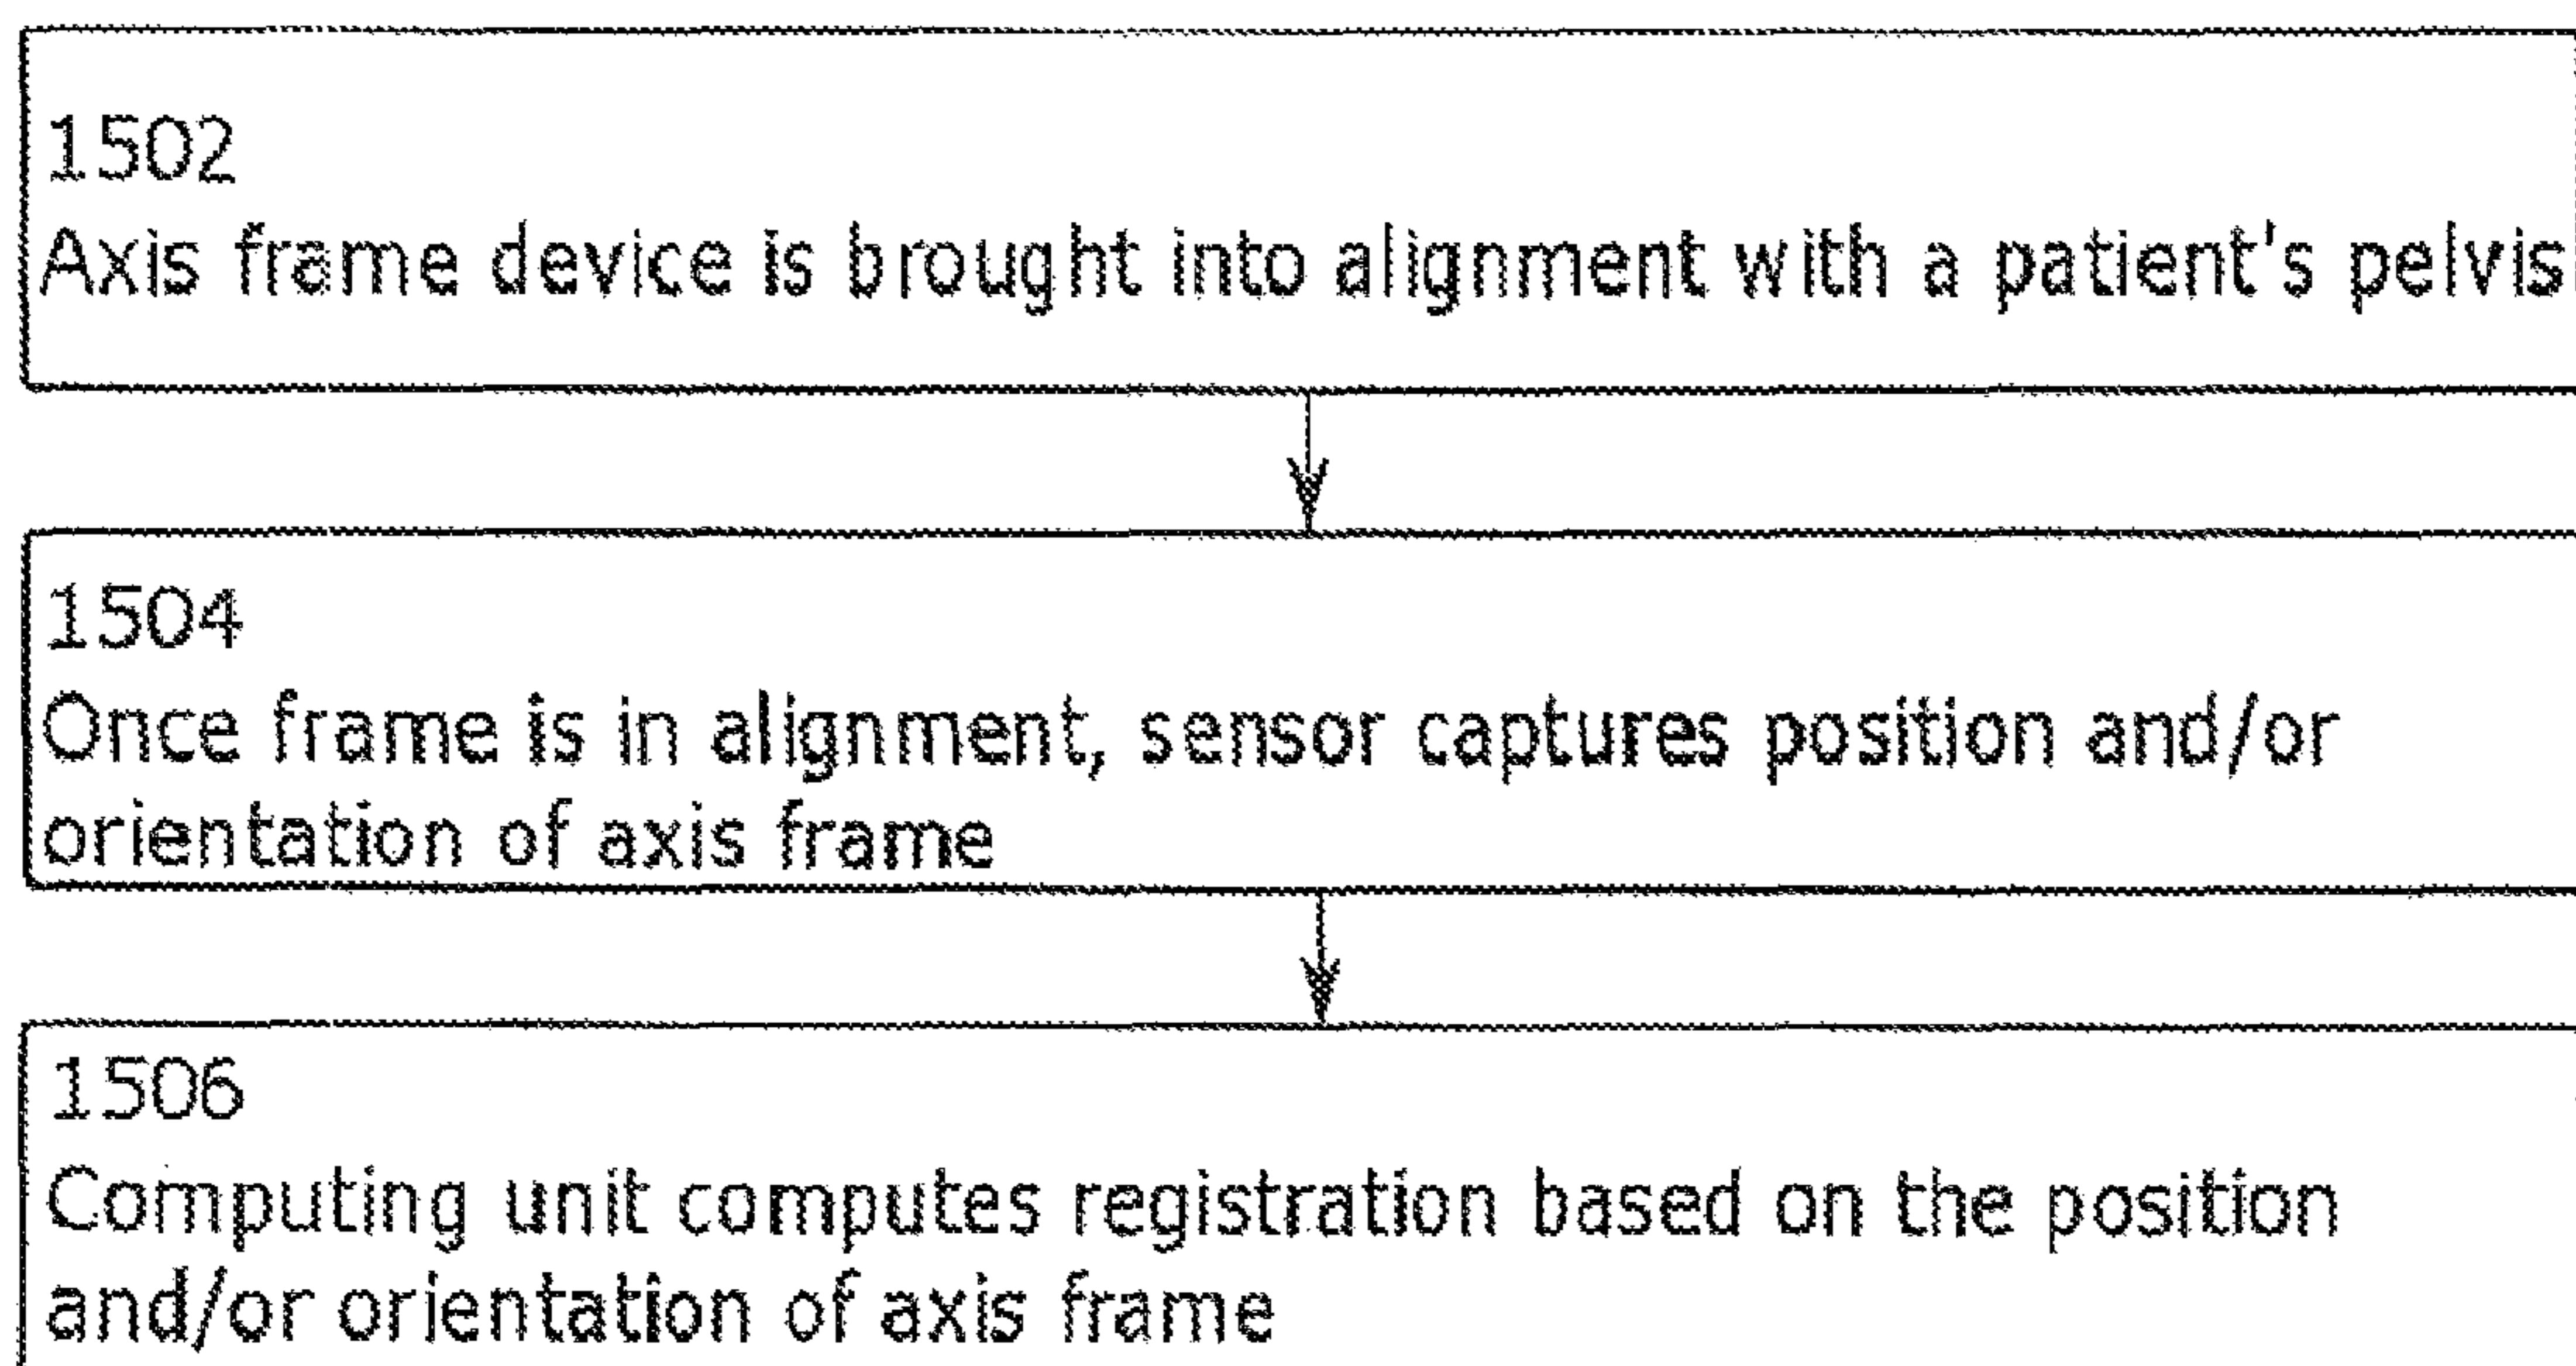 1502
Axis frame device is brought into alignment with a patient's pelvis
1504
Once frame is in alignment, sensor captures position and/or
orientation of axis frame
1506
Computing unit computes registration based on the position
and/or orientation of axis frame